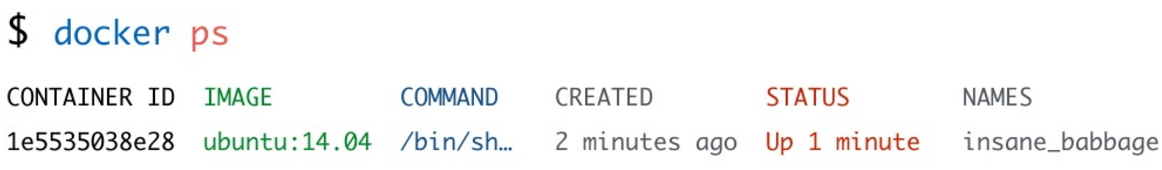 $ docker ps
CONTAINER ID IMAGE COMMAND CREATED STATUS NAMES
1e5535038e28 ubuntu:14.04 /bin/sh… 2 minutes ago Up 1 minute insane_babbage